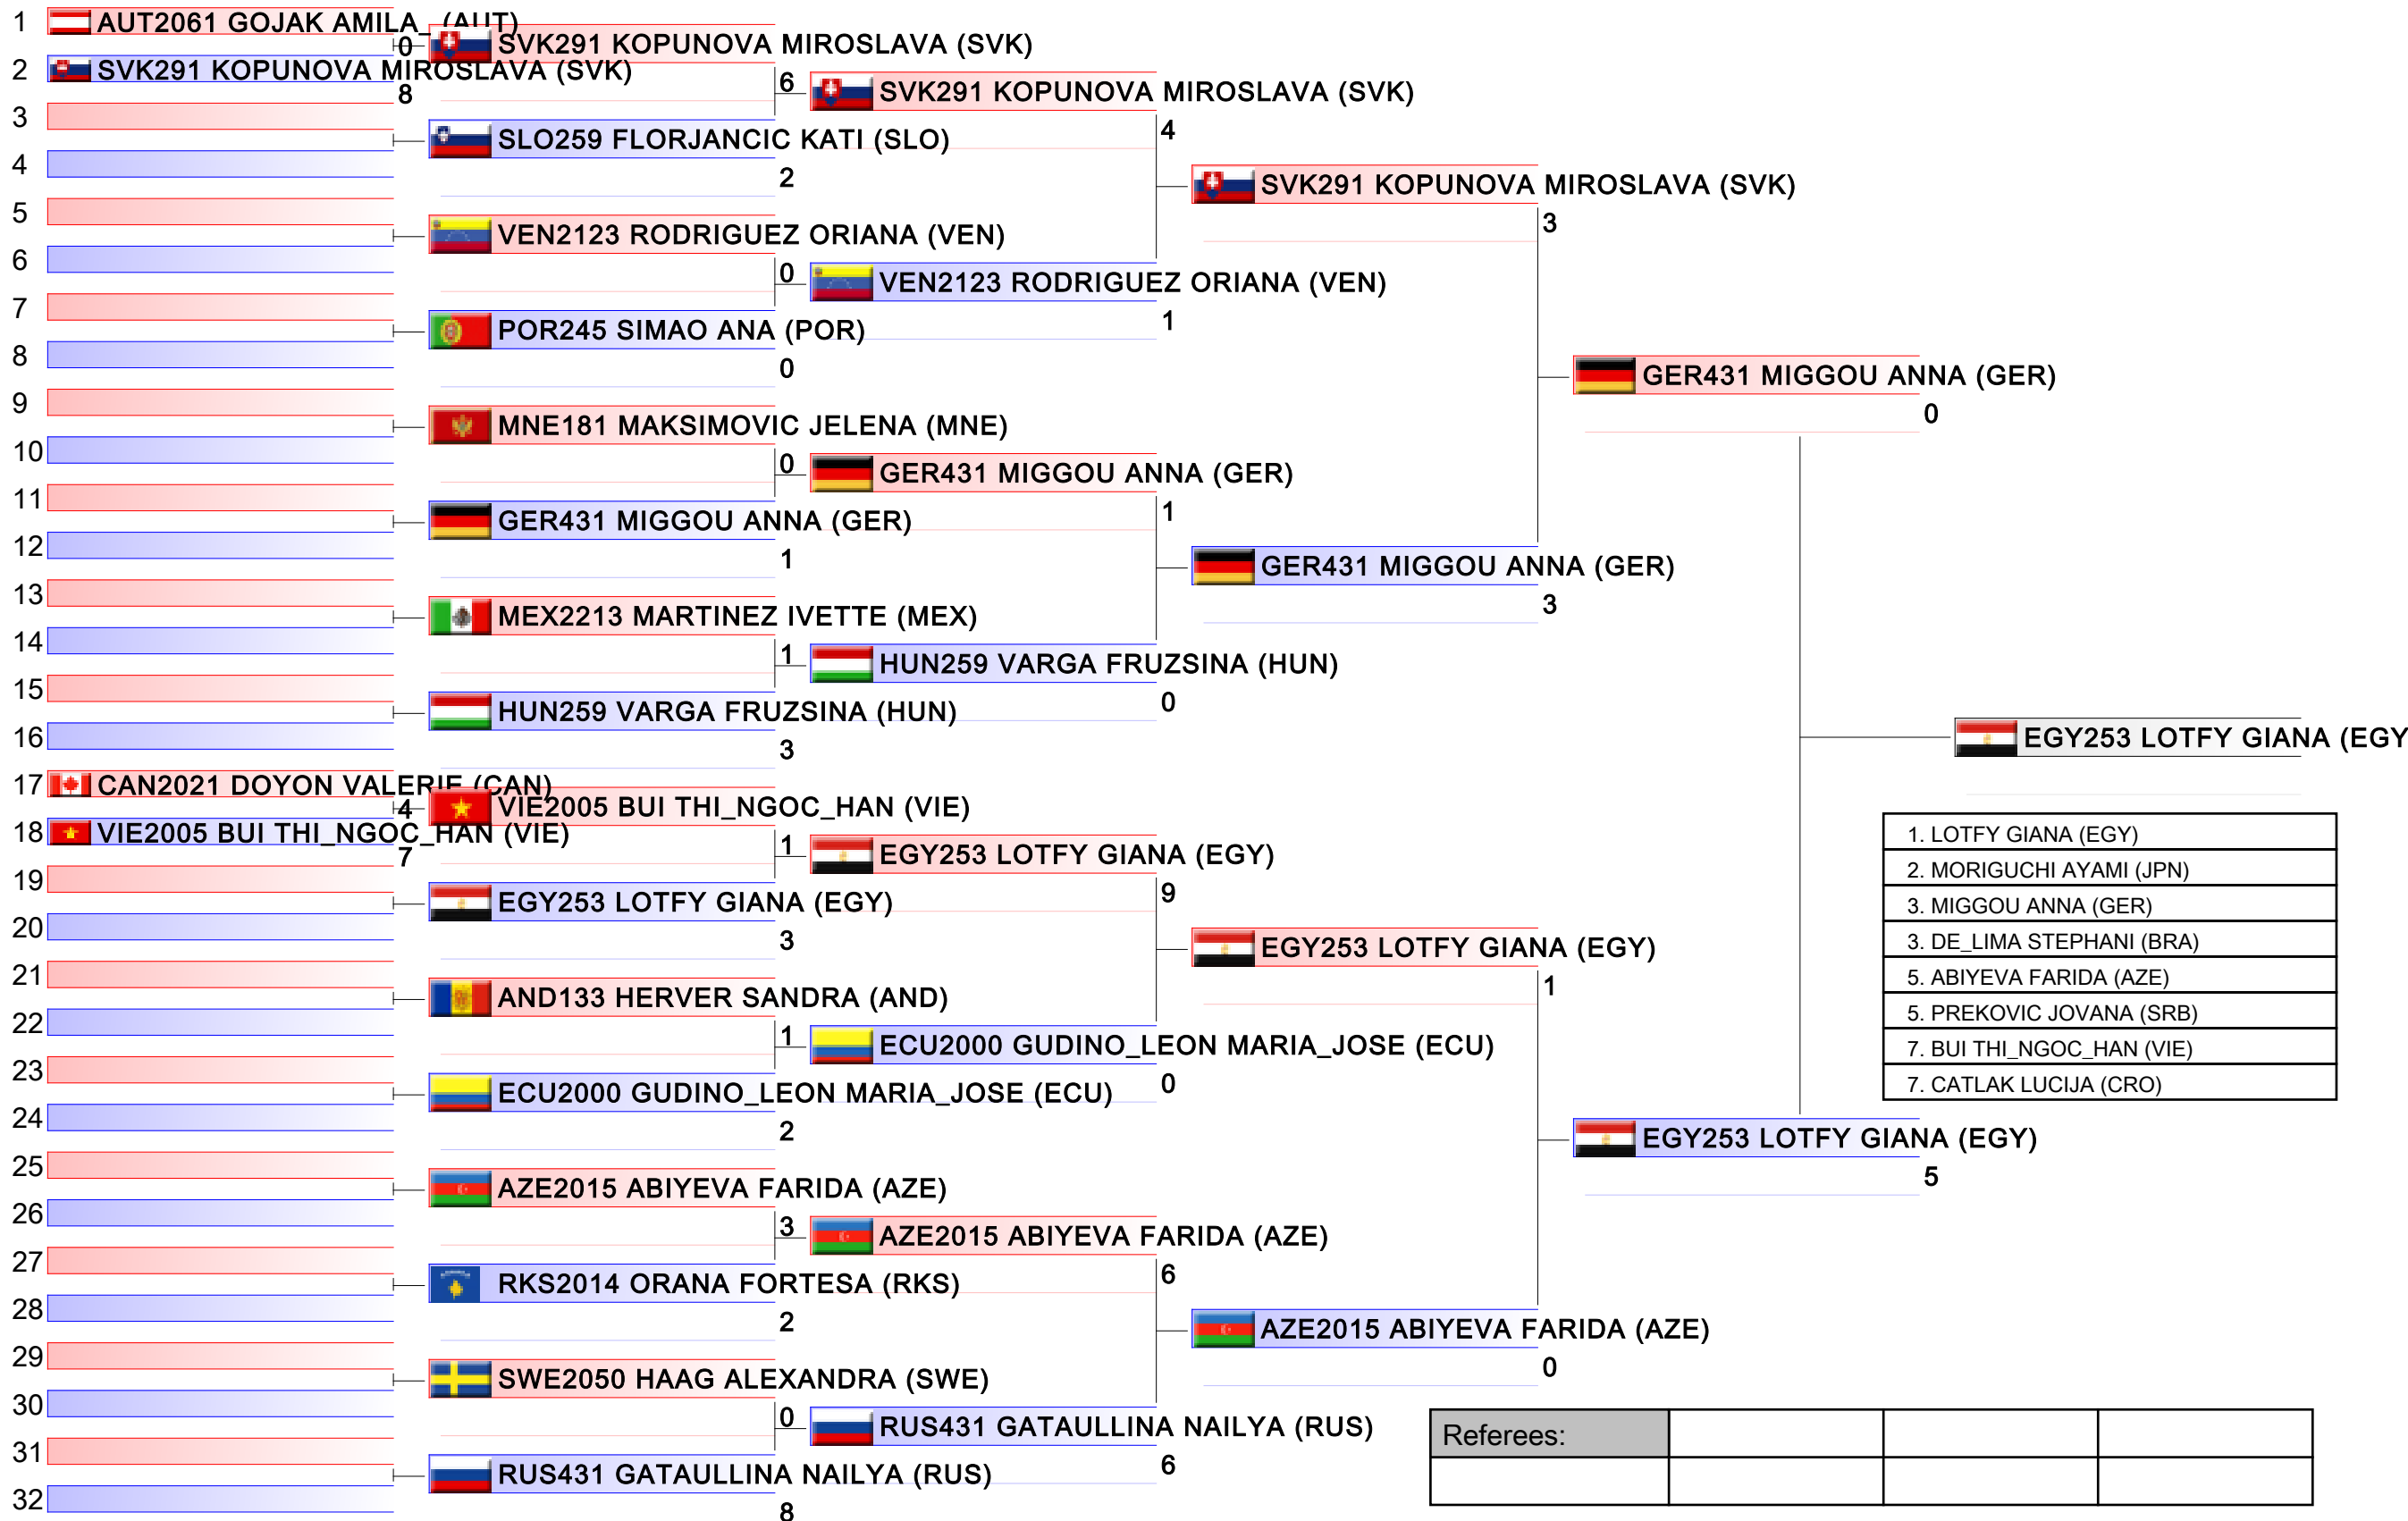 1 AUT2061 GOJAK AMILA_ (AUT)
0
2 SVK291 KOPUNOVA MIROSLAVA (SVK)
8
3
4
5
6
7
8
9
10
11
12
13
14
15
16
17 CAN2021 DOYON VALERIE (CAN)
4
18 VIE2005 BUI THI_NGOC_HAN (VIE)
7
19
20
21
22
23
24
25
26
27
28
29
30
31
32
SVK291 KOPUNOVA MIROSLAVA (SVK)
6
SLO259 FLORJANCIC KATI (SLO)
2
VEN2123 RODRIGUEZ ORIANA (VEN)
0
POR245 SIMAO ANA (POR)
0
MNE181 MAKSIMOVIC JELENA (MNE)
0
GER431 MIGGOU ANNA (GER)
1
MEX2213 MARTINEZ IVETTE (MEX)
1
HUN259 VARGA FRUZSINA (HUN)
3
VIE2005 BUI THI_NGOC_HAN (VIE)
1
EGY253 LOTFY GIANA (EGY)
3
AND133 HERVER SANDRA (AND)
1
ECU2000 GUDINO_LEON MARIA_JOSE (ECU)
2
AZE2015 ABIYEVA FARIDA (AZE)
3
RKS2014 ORANA FORTESA (RKS)
2
SWE2050 HAAG ALEXANDRA (SWE)
0
RUS431 GATAULLINA NAILYA (RUS)
8
SVK291 KOPUNOVA MIROSLAVA (SVK)
4
VEN2123 RODRIGUEZ ORIANA (VEN)
1
GER431 MIGGOU ANNA (GER)
1
HUN259 VARGA FRUZSINA (HUN)
0
EGY253 LOTFY GIANA (EGY)
9
ECU2000 GUDINO_LEON MARIA_JOSE (ECU)
0
AZE2015 ABIYEVA FARIDA (AZE)
6
RUS431 GATAULLINA NAILYA (RUS)
6
SVK291 KOPUNOVA MIROSLAVA (SVK)
3
GER431 MIGGOU ANNA (GER)
3
EGY253 LOTFY GIANA (EGY)
1
AZE2015 ABIYEVA FARIDA (AZE)
0
GER431 MIGGOU ANNA (GER)
0
EGY253 LOTFY GIANA (EGY)
5
EGY253 LOTFY GIANA (EGY
1. LOTFY GIANA (EGY)
2. MORIGUCHI AYAMI (JPN)
3. MIGGOU ANNA (GER)
3. DE_LIMA STEPHANI (BRA)
5. ABIYEVA FARIDA (AZE)
5. PREKOVIC JOVANA (SRB)
7. BUI THI_NGOC_HAN (VIE)
7. CATLAK LUCIJA (CRO)
Referees: